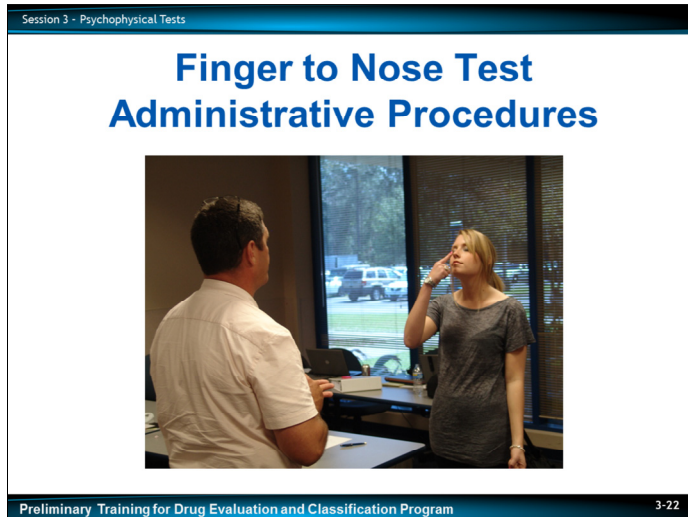 Session 3 - Psychophysical Tests
Finger to Nose Test
Administrative Procedures
Preliminary Training for Drug Evaluation and Classification Program
3-22